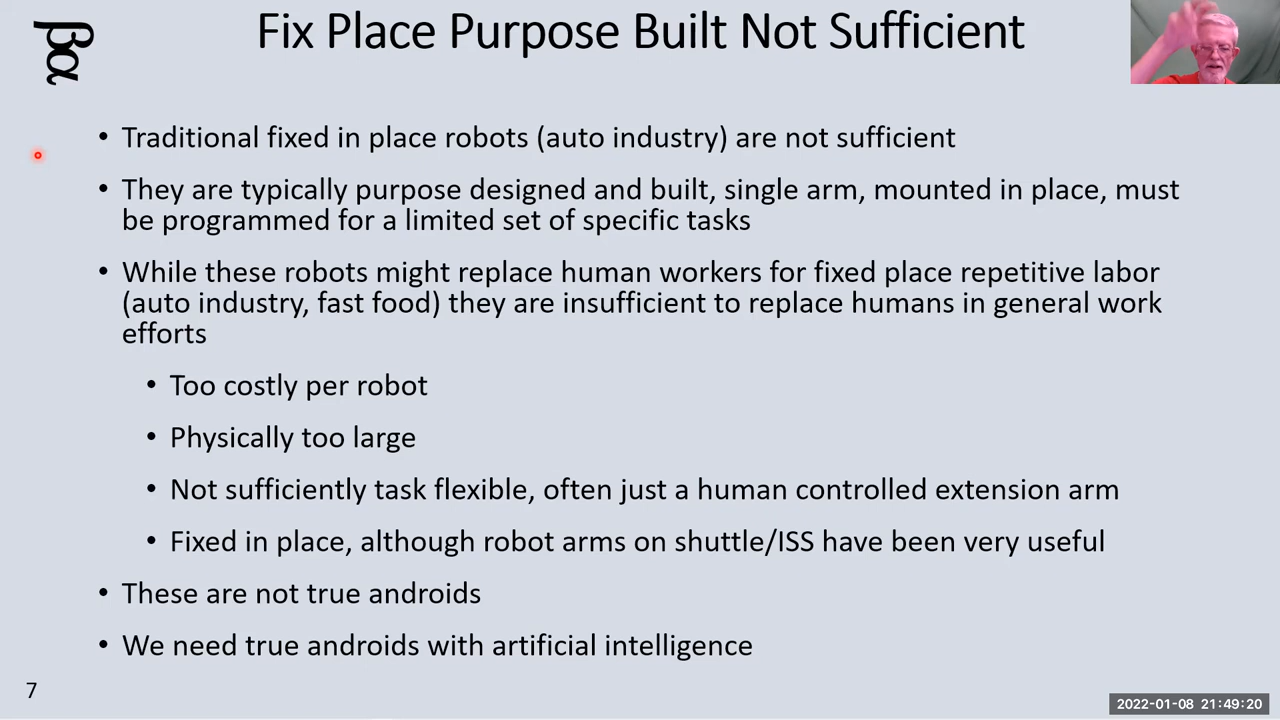 βα
Fix Place Purpose Built Not Sufficient
• Traditional fixed in place robots (auto industry) are not sufficient
• They are typically purpose designed and built, single arm, mounted in place, must
be programmed for a limited set of specific tasks
• While these robots might replace human workers for fixed place repetitive labor
(auto industry, fast food) they are insufficient to replace humans in general work
efforts
• Too costly per robot
• Physically too large
• Not sufficiently task flexible, often just a human controlled extension arm
• Fixed in place, although robot arms on shuttle/ISS have been very useful
• These are not true androids
• We need true androids with artificial intelligence
7
2022-01-08 21:49:20